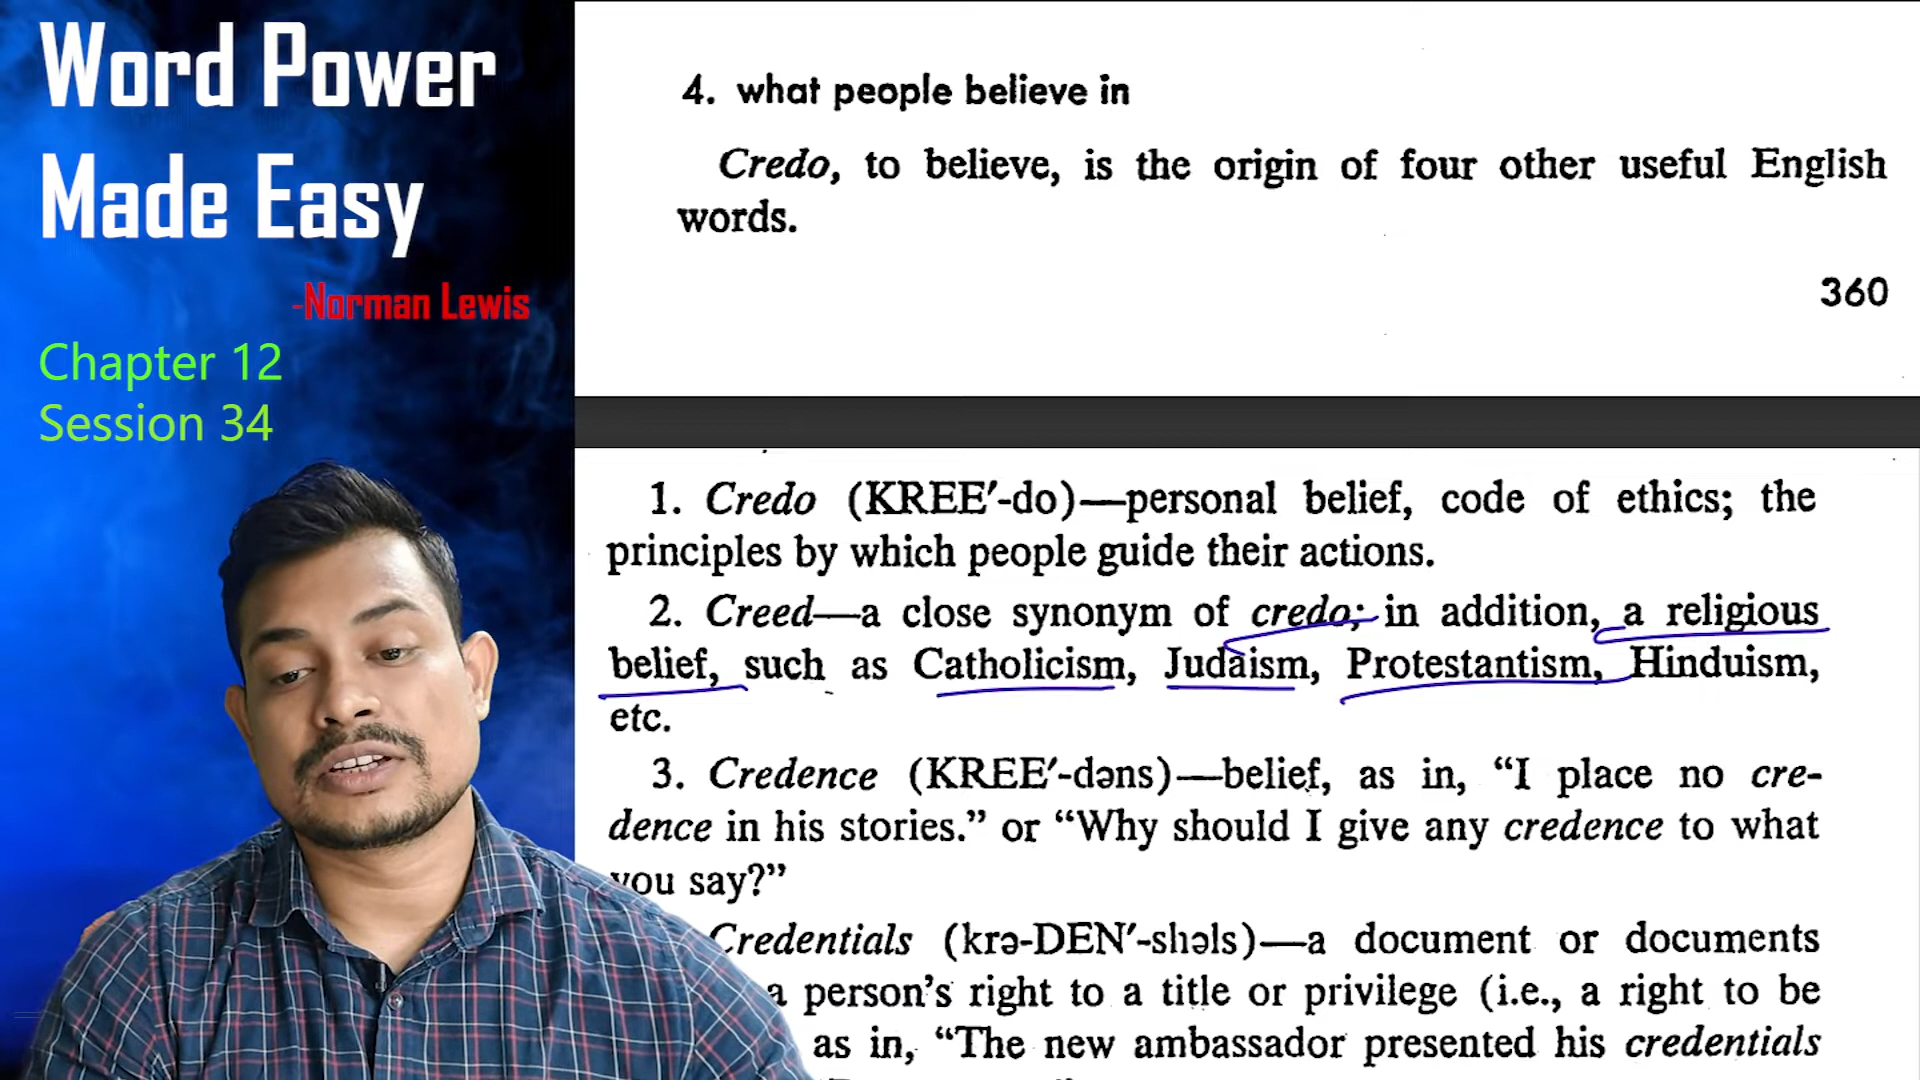 Word Power
Made Easy
-Norman Lewis
Chapter 12
Session 34
4. what people believe in
Credo, to believe, is the origin of four other useful English
words.
360
1. Credo (KREE′-do)—personal belief, code of ethics; the
principles by which people guide their actions.
2. Creed—a close synonym of credo; in addition, a religious
belief, such as Catholicism, Judaism, Protestantism, Hinduism,
etc.
3. Credence (KREE′-dəns)—belief, as in, “I place no cre-
dence in his stories.” or “Why should I give any credence to what
you say?”
Credentials (krə-DEN′-shəls)—a document or documents
a person’s right to a title or privilege (i.e., a right to be
as in, “The new ambassador presented his credentials